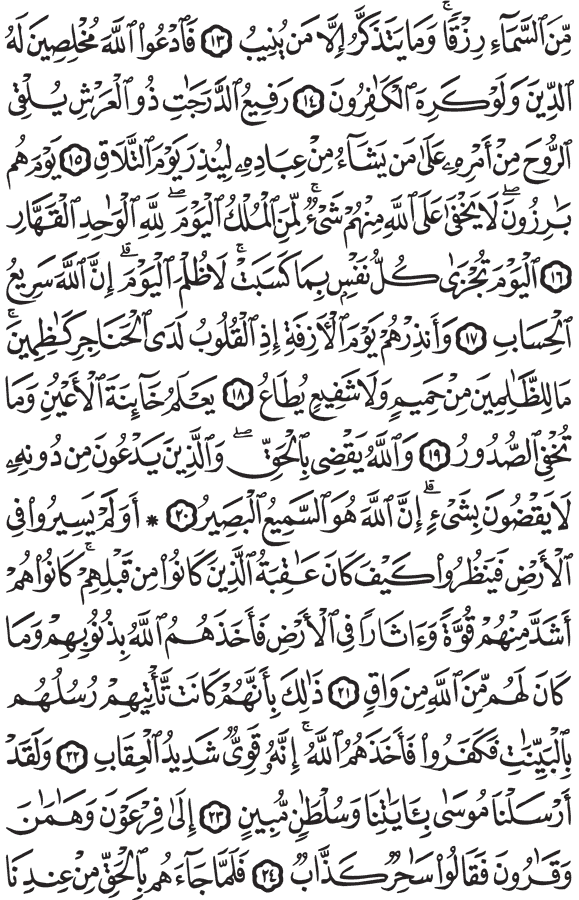 مِّنَ ٱلسَّمَآءِ رِزْقًاۚ وَمَا يَتَذَكَّرُ إِلَّا مَن يُنِيبُ ١٣ فَٱدْعُوا۟ ٱللَّهَ مُخْلِصِينَ لَهُ
ٱلدِّينَ وَلَوْ كَرِهَ ٱلْكَٰفِرُونَ ١٤ رَفِيعُ ٱلدَّرَجَٰتِ ذُو ٱلْعَرْشِ يُلْقِى
ٱلرُّوحَ مِنْ أَمْرِهِۦ عَلَىٰ مَن يَشَآءُ مِنْ عِبَادِهِۦ لِيُنذِرَ يَوْمَ ٱلتَّلَاقِ ١٥ يَوْمَ هُم
بَٰرِزُونَۖ لَا يَخْفَىٰ عَلَى ٱللَّهِ مِنْهُمْ شَىْءٌۚ لِّمَنِ ٱلْمُلْكُ ٱلْيَوْمَۖ لِلَّهِ ٱلْوَٰحِدِ ٱلْقَهَّارِ
١٦ ٱلْيَوْمَ تُجْزَىٰ كُلُّ نَفْسٍۭ بِمَا كَسَبَتْۚ لَا ظُلْمَ ٱلْيَوْمَۚ إِنَّ ٱللَّهَ سَرِيعُ
ٱلْحِسَابِ ١٧ وَأَنذِرْهُمْ يَوْمَ ٱلْءَازِفَةِ إِذِ ٱلْقُلُوبُ لَدَى ٱلْحَنَاجِرِ كَٰظِمِينَۚ
مَا لِلظَّٰلِمِينَ مِنْ حَمِيمٍ وَلَا شَفِيعٍ يُطَاعُ ١٨ يَعْلَمُ خَآئِنَةَ ٱلْأَعْيُنِ وَمَا
تُخْفِى ٱلصُّدُورُ ١٩ وَٱللَّهُ يَقْضِى بِٱلْحَقِّۖ وَٱلَّذِينَ يَدْعُونَ مِن دُونِهِۦ
لَا يَقْضُونَ بِشَىْءٍۗ إِنَّ ٱللَّهَ هُوَ ٱلسَّمِيعُ ٱلْبَصِيرُ ٢٠ * أَوَلَمْ يَسِيرُوا۟ فِى
ٱلْأَرْضِ فَيَنظُرُوا۟ كَيْفَ كَانَ عَٰقِبَةُ ٱلَّذِينَ كَانُوا۟ مِن قَبْلِهِمْۚ كَانُوا۟ هُمْ
أَشَدَّ مِنْهُمْ قُوَّةً وَءَاثَارًا فِى ٱلْأَرْضِ فَأَخَذَهُمُ ٱللَّهُ بِذُنُوبِهِمْ وَمَا
كَانَ لَهُم مِّنَ ٱللَّهِ مِن وَاقٍ ٢١ ذَٰلِكَ بِأَنَّهُمْ كَانَت تَّأْتِيهِمْ رُسُلُهُم
بِٱلْبَيِّنَٰتِ فَكَفَرُوا۟ فَأَخَذَهُمُ ٱللَّهُۚ إِنَّهُۥ قَوِىٌّ شَدِيدُ ٱلْعِقَابِ ٢٢ وَلَقَدْ
أَرْسَلْنَا مُوسَىٰ بِـَٔايَٰتِنَا وَسُلْطَٰنٍ مُّبِينٍ ٢٣ إِلَىٰ فِرْعَوْنَ وَهَٰمَٰنَ
وَقَٰرُونَ فَقَالُوا۟ سَٰحِرٌ كَذَّابٌ ٢٤ فَلَمَّا جَآءَهُم بِٱلْحَقِّ مِنْ عِندِنَا